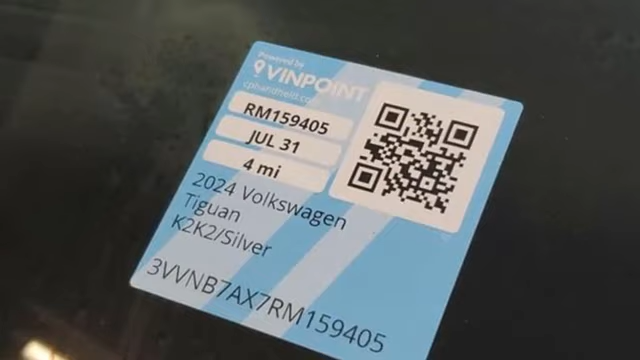 Powered by
VINPOINT
cphandheld.com
RM159405
JUL 31
4 mi
2024 Volkswagen
Tiguan
K2K2/Silver
3VVNB7AX7RM159405